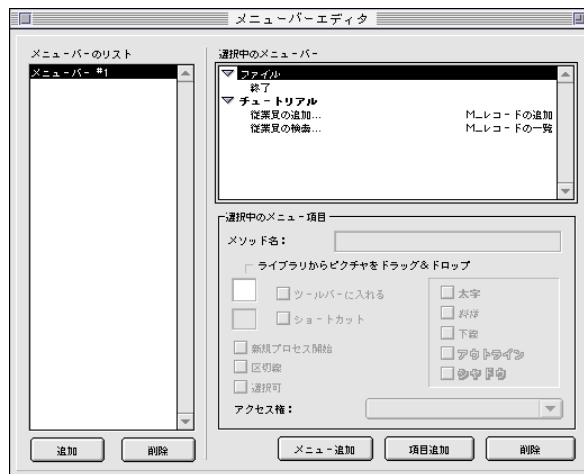 メニューバーエディタ
メニューバーのリスト
メニューバー #1
追加
削除
選択中のメニューバー
ファイル
終了
チュートリアル
従業員の追加... M_レコードの追加
従業員の検索... M_レコードの一覧
選択中のメニュー項目
メソッド名：
ライブラリからピクチャをドラッグ＆ドロップ
ツールバーに入れる
ショートカット
新規プロセス開始
区切線
選択可
太字
斜体
下線
アウトライン
シャドウ
アクセス権：
メニュー追加
項目追加
削除